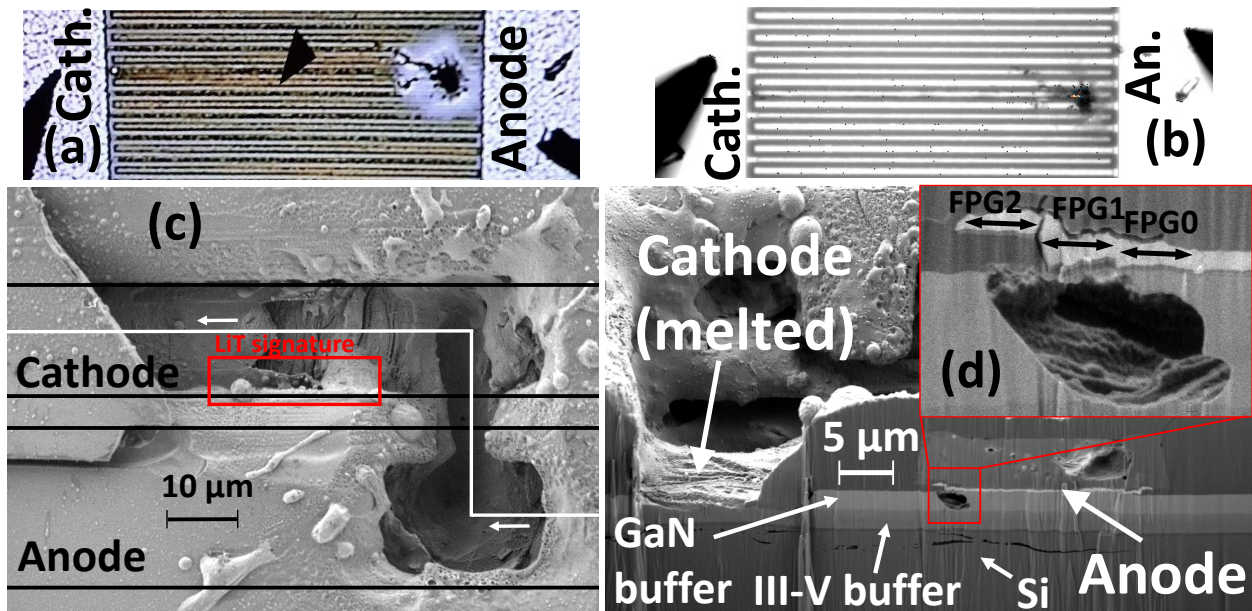 Cath.
(a)
Anode
Cath.
An.
(b)
(c)
LiT signature
Cathode
10 µm
Anode
Cathode
(melted)
5 µm
GaN
buffer
III-V buffer
Si
Anode
FPG2
FPG1
FPG0
(d)